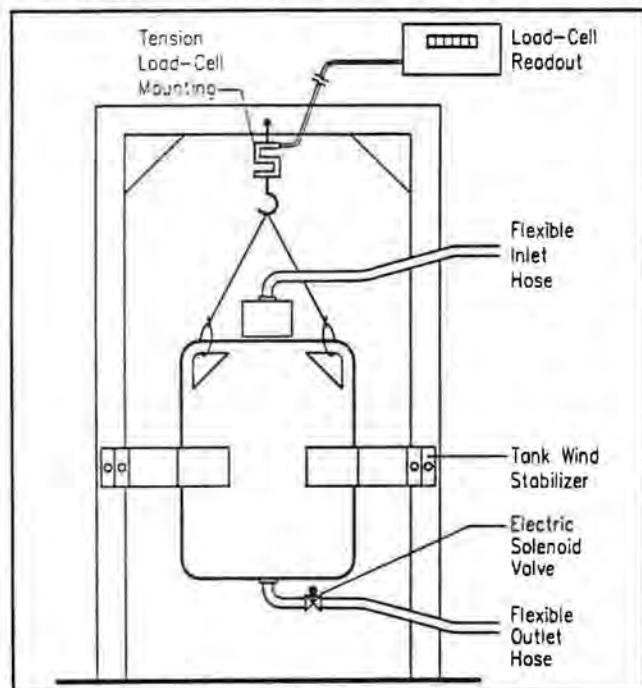 Tension
Load-Cell
Mounting
Load-Cell
Readout
Flexible
Inlet
Hose
Tank Wind
Stabilizer
Electric
Solenoid
Valve
Flexible
Outlet
Hose